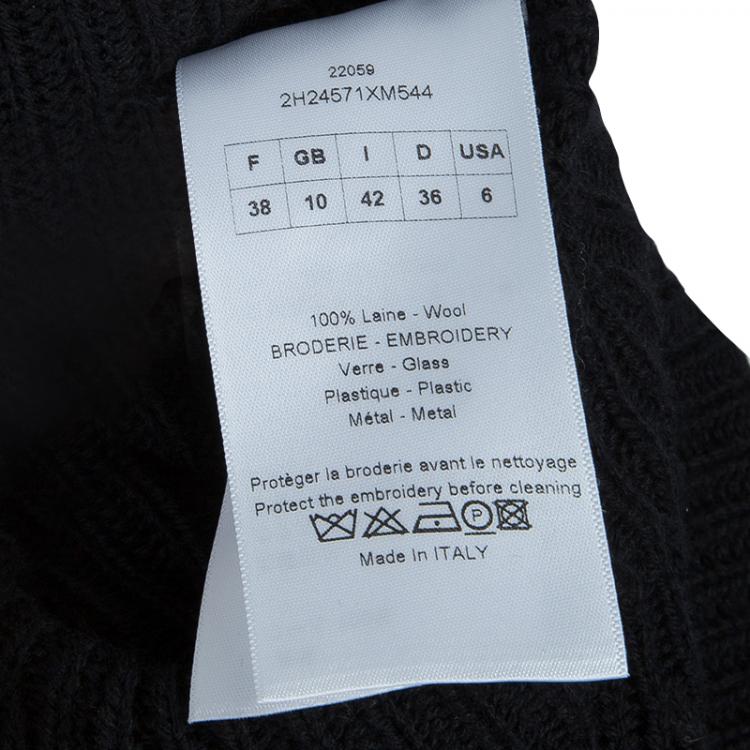 22059
2H24571XM544
F GB I D USA
38 10 42 36 6
100% Laine - Wool
BRODERIE - EMBROIDERY
Verre - Glass
Plastique - Plastic
Métal - Metal
Protèger la broderie avant le nettoyage
Protect the embroidery before cleaning
P
Made in ITALY